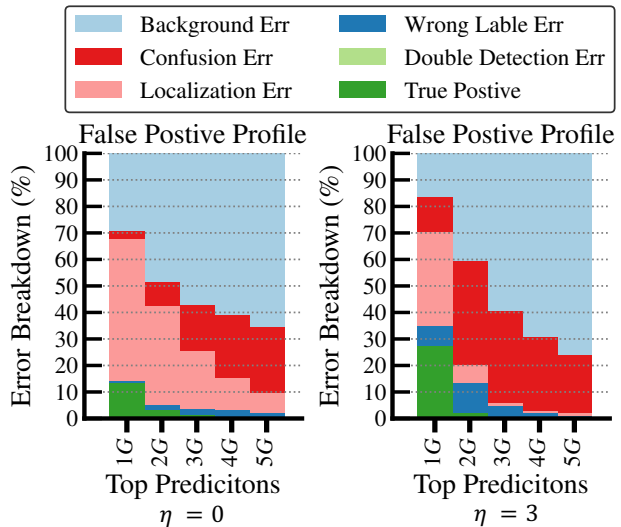 Background Err
Wrong Lable Err
Confusion Err
Double Detection Err
Localization Err
True Postive
False Postive Profile
Error Breakdown (%)
100
90
80
70
60
50
40
30
20
10
0
1G
2G
3G
4G
5G
Top Predicitons
η = 0
False Postive Profile
Error Breakdown (%)
100
90
80
70
60
50
40
30
20
10
0
1G
2G
3G
4G
5G
Top Predicitons
η = 3